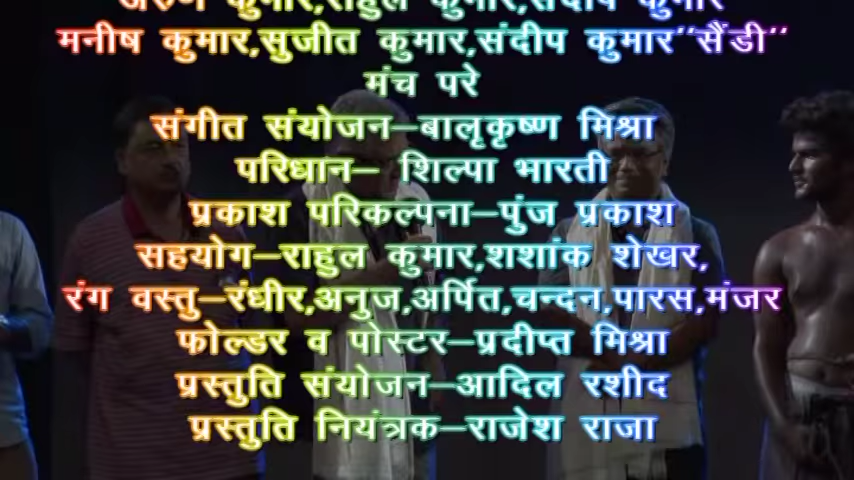 अरुण कुमार,राहुल कुमार,संदीप कुमार
मनीष कुमार,सुजीत कुमार,संदीप कुमार''सैंडी''
मंच परे
संगीत संयोजन–बालृकृष्ण मिश्रा
परिधान– शिल्पा भारती
प्रकाश परिकल्पना–पुंज प्रकाश
सहयोग–राहुल कुमार,शशांक शेखर,
रंग वस्तु–रंधीर,अनुज,अर्पित,चन्दन,पारस,मंजर
फोल्डर व पोस्टर–प्रदीप्त मिश्रा
प्रस्तुति संयोजन–आदिल रशीद
प्रस्तुति नियंत्रक–राजेश राजा